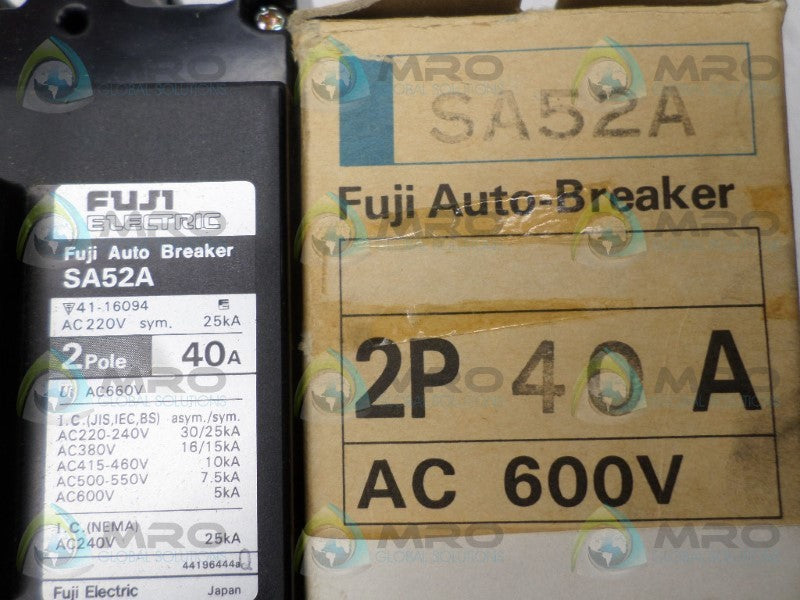 FUJI
ELECTRIC
Fuji Auto Breaker
SA52A
41-16094
AC220V sym. 25kA
2Pole 40A
Ui AC660V
I.C.(JIS,IEC,BS) asym./sym.
AC220-240V 30/25kA
AC380V 16/15kA
AC415-460V 10kA
AC500-550V 7.5kA
AC600V 5kA
I.C.(NEMA)
AC240V 25kA
44196444a
Fuji Electric Japan
SA52A
Fuji Auto-Breaker
2P 40 A
AC 600V
MRO
GLOBAL SOLUTIONS